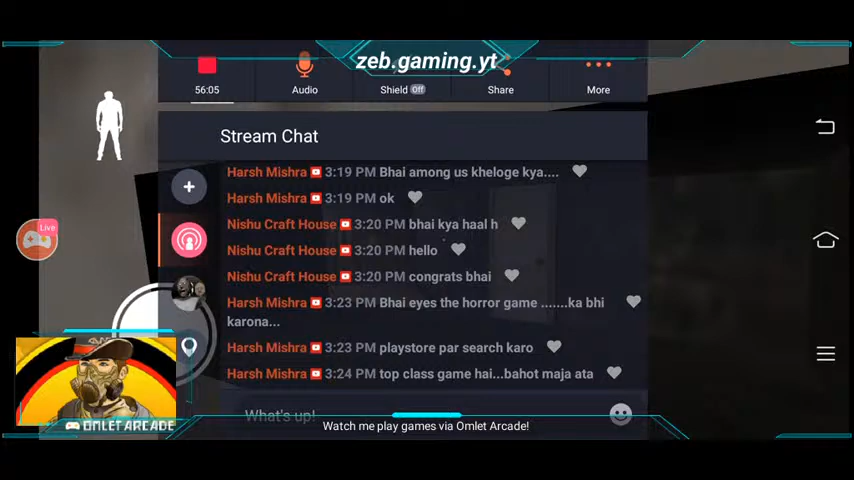 zeb.gaming.yt
56:05
Audio
Shield Off
Share
More
Stream Chat
Harsh Mishra 3:19 PM Bhai among us kheloge kya....
Harsh Mishra 3:19 PM ok
Live
Nishu Craft House 3:20 PM bhai kya haal h
Nishu Craft House 3:20 PM hello
Nishu Craft House 3:20 PM congrats bhai
Harsh Mishra 3:23 PM Bhai eyes the horror game .......ka bhi
karona...
Harsh Mishra 3:23 PM playstore par search karo
Harsh Mishra 3:24 PM top class game hai...bahot maja ata
What's up!
OMLET ARCADE
Watch me play games via Omlet Arcade!